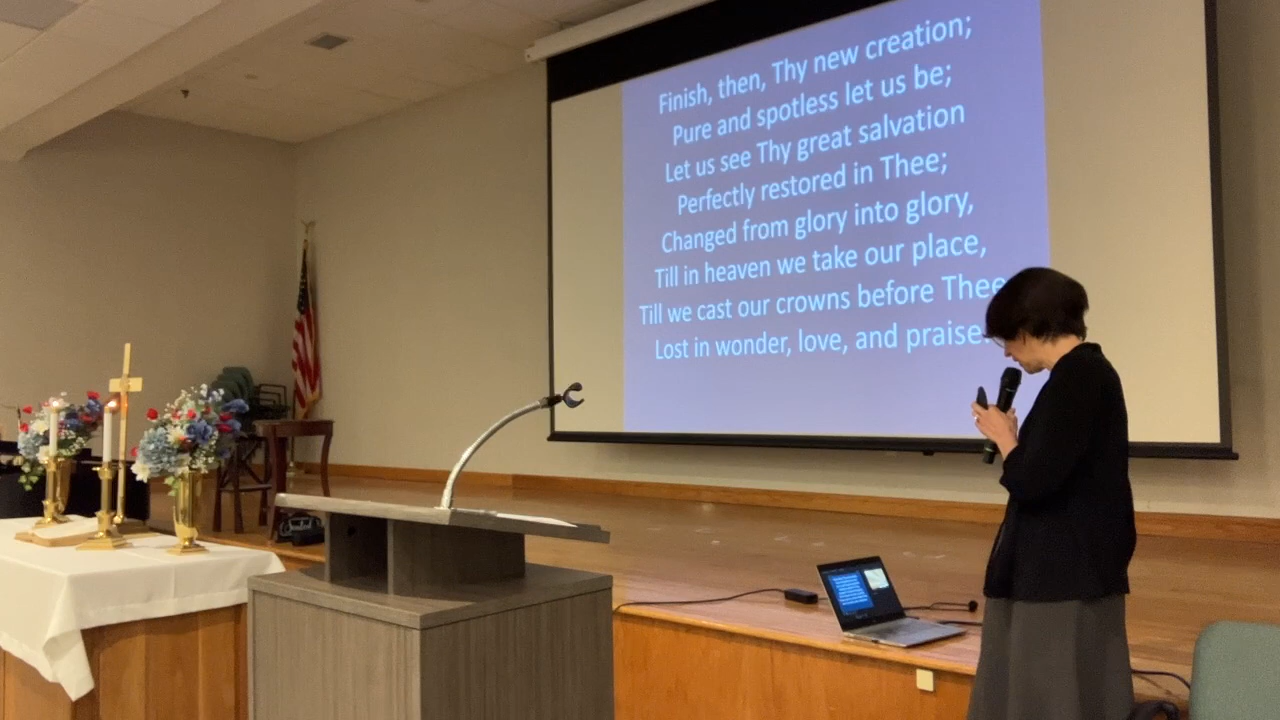 Finish, then, Thy new creation;
Pure and spotless let us be;
Let us see Thy great salvation
Perfectly restored in Thee;
Changed from glory into glory,
Till in heaven we take our place,
Till we cast our crowns before Thee
Lost in wonder, love, and praise